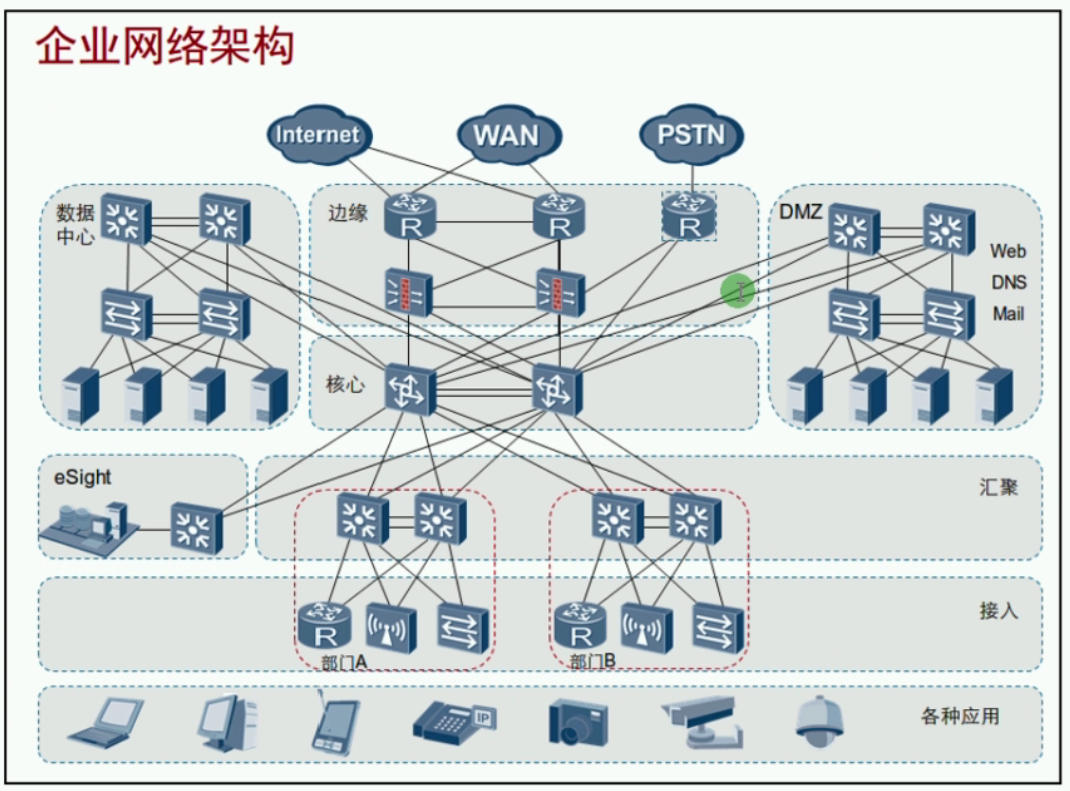 企业网络架构
Internet
WAN
PSTN
数据
中心
边缘
R
R
R
DMZ
Web
DNS
Mail
核心
eSight
汇聚
接入
R
R
部门A
部门B
IP
各种应用